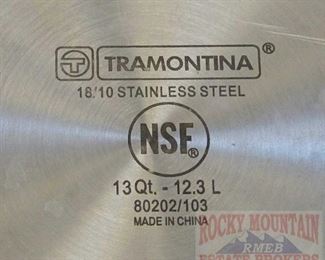 TRAMONTINA®
18/10 STAINLESS STEEL
NSF®
13 Qt. - 12.3 L
80202/103
MADE IN CHINA
ROCKY MOUNTAIN
RMEB
ESTATE BROKERS